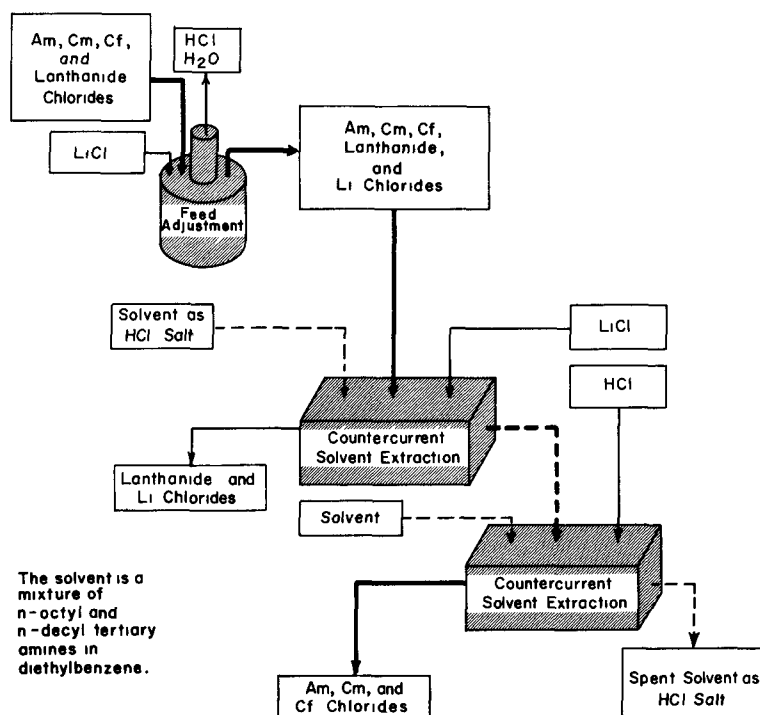 Am, Cm, Cf,
and
Lanthanide
Chlorides
HCl
H2O
LiCl
Feed
Adjustment
Am, Cm, Cf,
Lanthanide,
and
Li Chlorides
Solvent as
HCl Salt
LiCl
HCl
Countercurrent
Solvent Extraction
Lanthanide and
Li Chlorides
Solvent
Countercurrent
Solvent Extraction
The solvent is a
mixture of
n-octyl and
n-decyl tertiary
amines in
diethylbenzene.
Am, Cm, and
Cf Chlorides
Spent Solvent as
HCl Salt